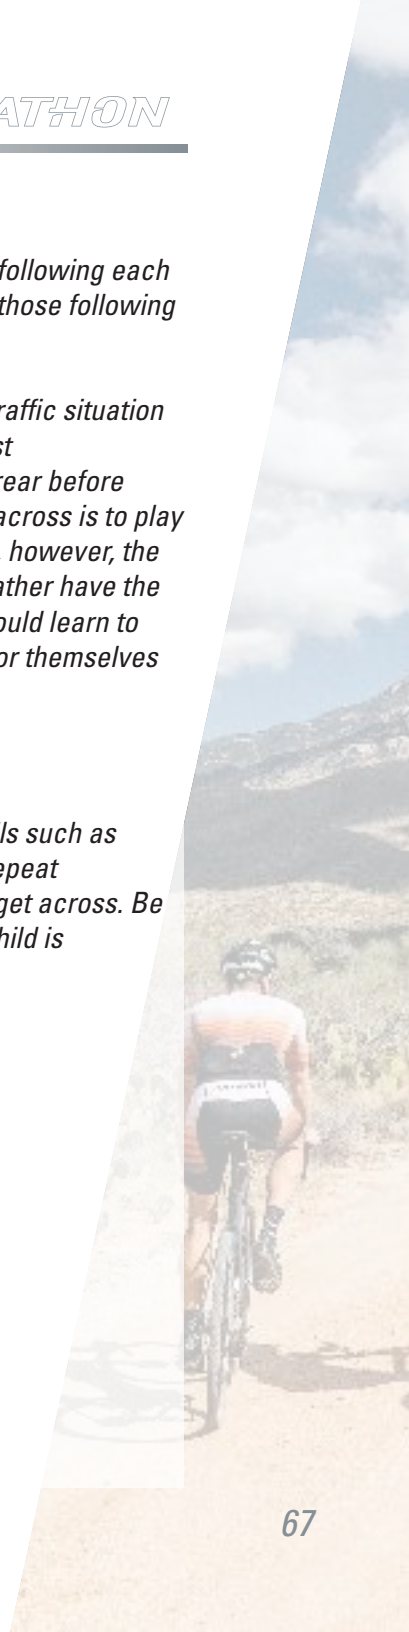 ATHON
following each
those following
raffic situation
st
rear before
across is to play
however, the
ather have the
ould learn to
or themselves
lls such as
epeat
get across. Be
hild is
67